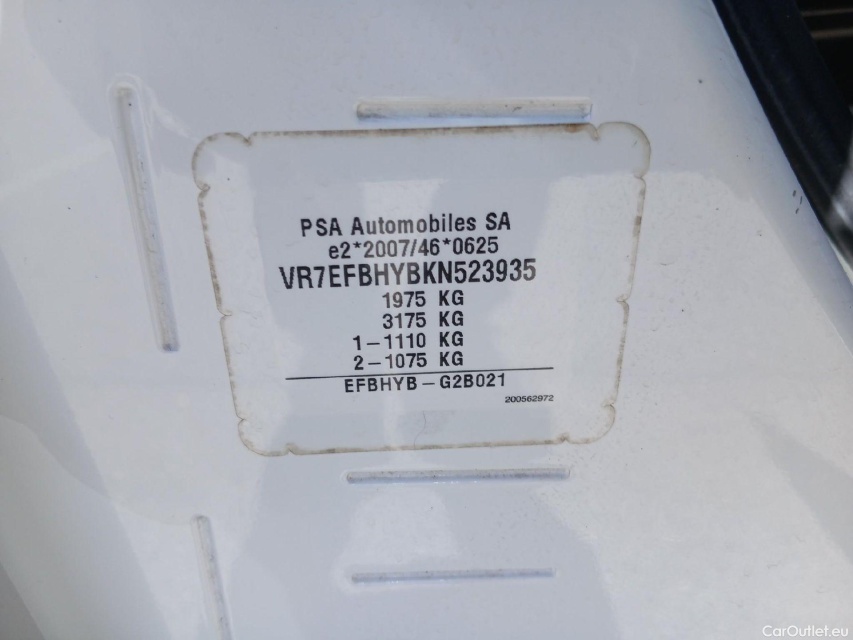 PSA Automobiles SA
e2*2007/46*0625
VR7EFBHYBKN523935
1975 KG
3175 KG
1-1110 KG
2-1075 KG
EFBHYB-G2B021
200562972
CarOutlet.eu